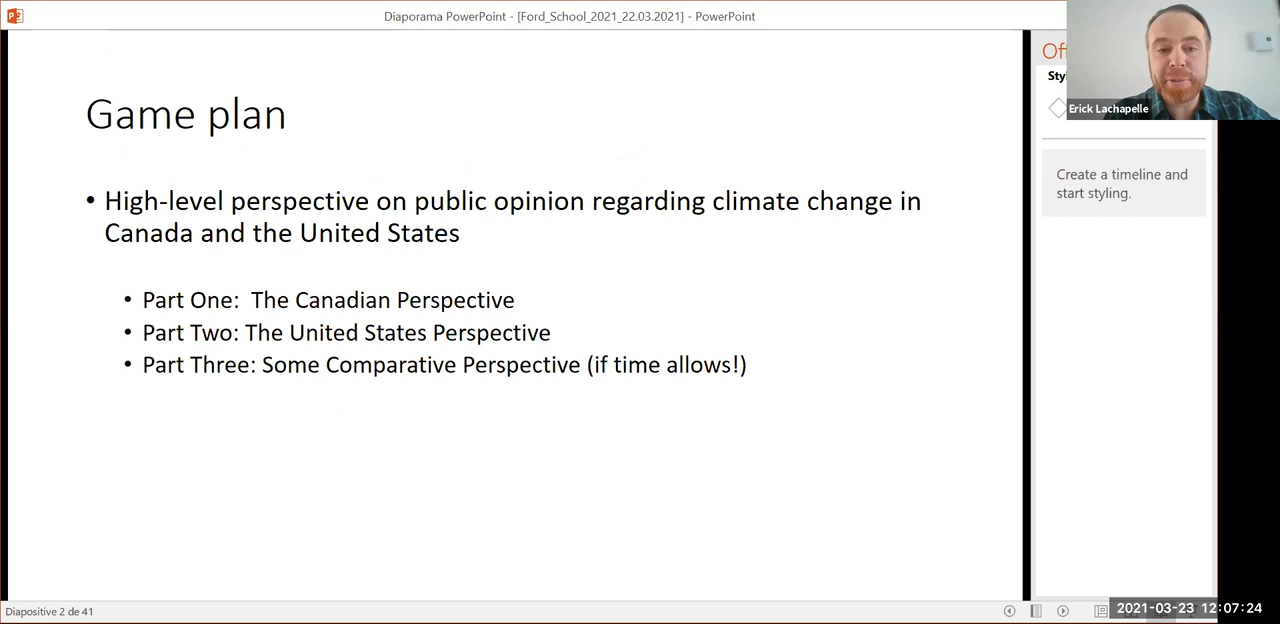 Diaporama PowerPoint - [Ford_School_2021_22.03.2021] - PowerPoint
Game plan
• High-level perspective on public opinion regarding climate change in
Canada and the United States
• Part One: The Canadian Perspective
• Part Two: The United States Perspective
• Part Three: Some Comparative Perspective (if time allows!)
Erick Lachapelle
Create a timeline and
start styling.
Diapositive 2 de 41
2021-03-23 12:07:24